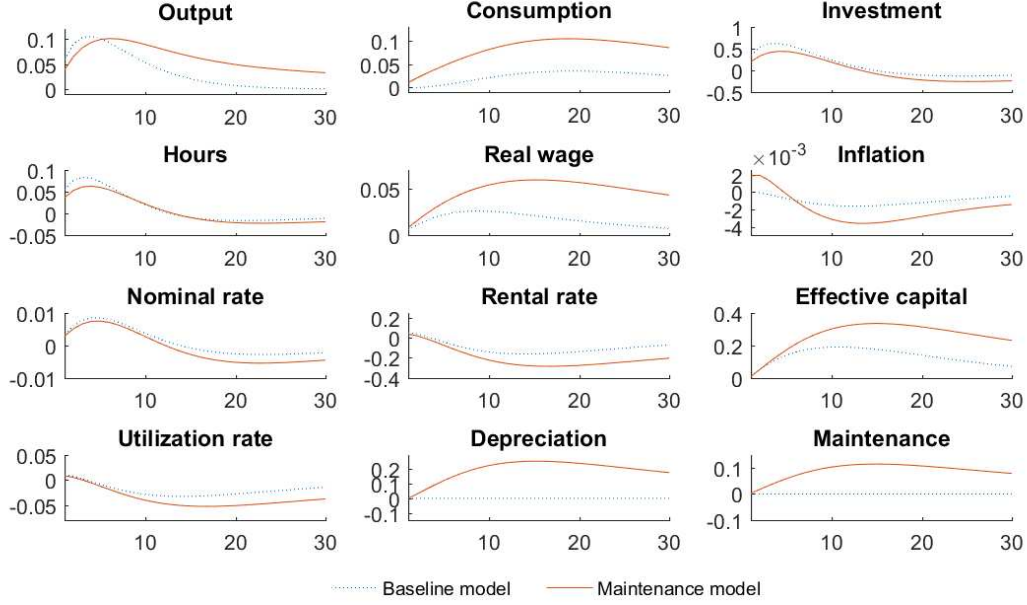 Output
0.1
0.05
0
10 20 30
Consumption
0.1
0.05
0
10 20 30
Investment
1
0.5
0
-0.5
10 20 30
Hours
0.1
0.05
0
-0.05
10 20 30
Real wage
0.05
0
10 20 30
Inflation
×10⁻³
2
0
-2
-4
10 20 30
Nominal rate
0.01
0
-0.01
10 20 30
Rental rate
0.2
0
-0.2
-0.4
10 20 30
Effective capital
0.4
0.2
0
10 20 30
Utilization rate
0.05
0
-0.05
10 20 30
Depreciation
0.2
0.1
0
-0.1
10 20 30
Maintenance
0.1
0
-0.1
10 20 30
Baseline model Maintenance model